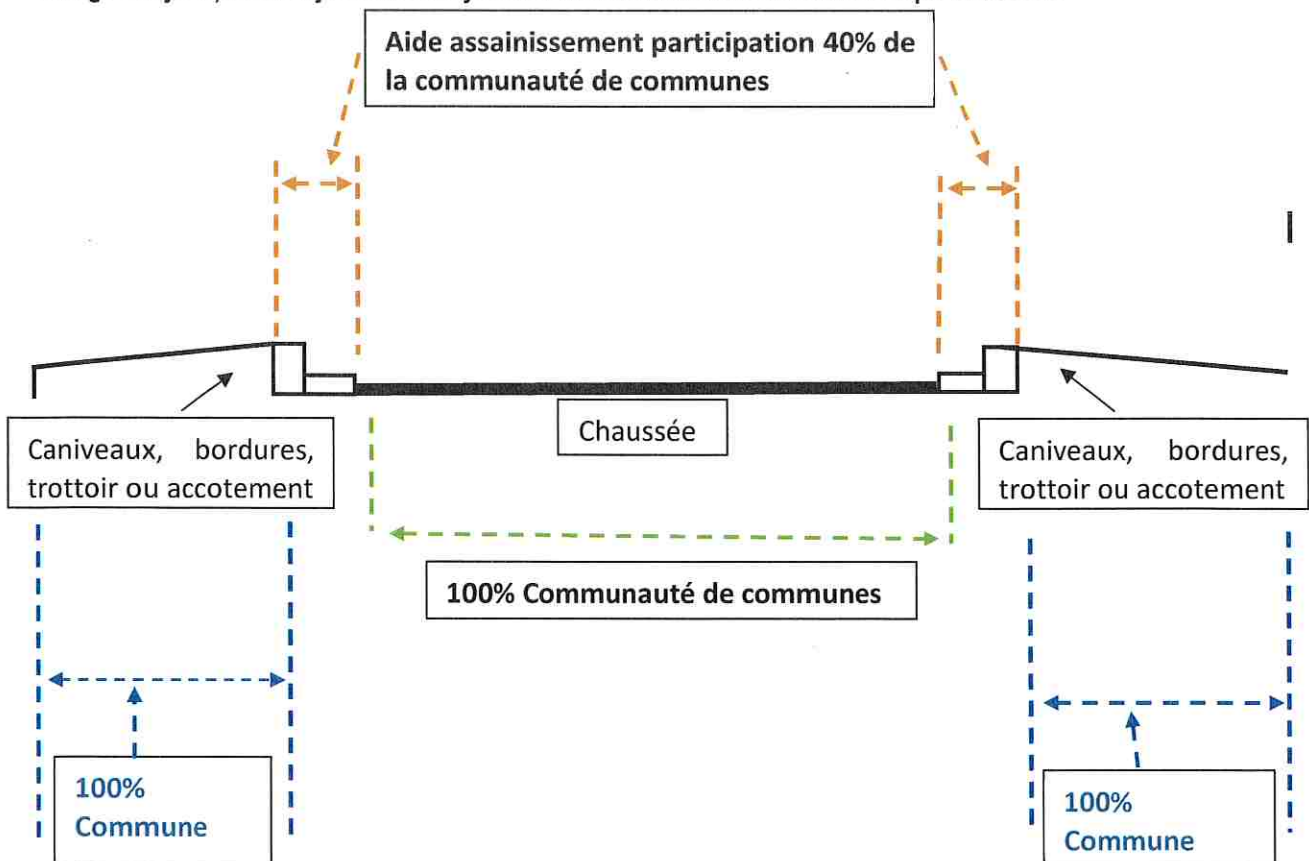 Aide assainissement participation 40% de
la communauté de communes
Chaussée
Caniveaux, bordures,
trottoir ou accotement
Caniveaux, bordures,
trottoir ou accotement
100% Communauté de communes
100%
Commune
100%
Commune